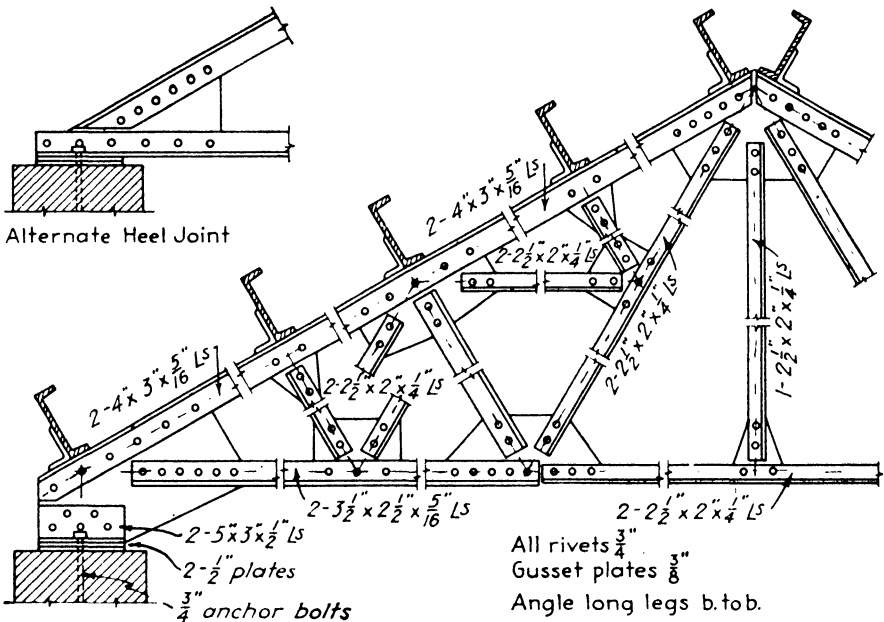 Alternate Heel Joint
2-4"x3"x5/16" Ls
2-2 1/2"x2"x1/4" Ls
2-4"x3"x5/16" Ls
2-2 1/2"x2"x1/4" Ls
2-2 1/2"x2"x1/4" Ls
1-2 1/2"x2"x1/4" L
2-3 1/2"x2 1/2"x5/16" Ls
2-2 1/2"x2"x1/4" Ls
2-5"x3"x1/2" Ls
2-1/2" plates
3/4" anchor bolts
All rivets 3/4"
Gusset plates 3/8"
Angle long legs b. to b.